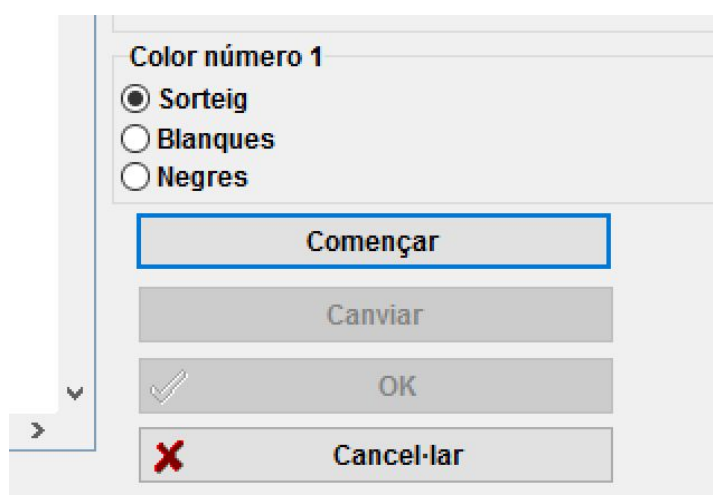 Color número 1
Sorteig
Blanques
Negres
Començar
Canviar
OK
Cancel·lar